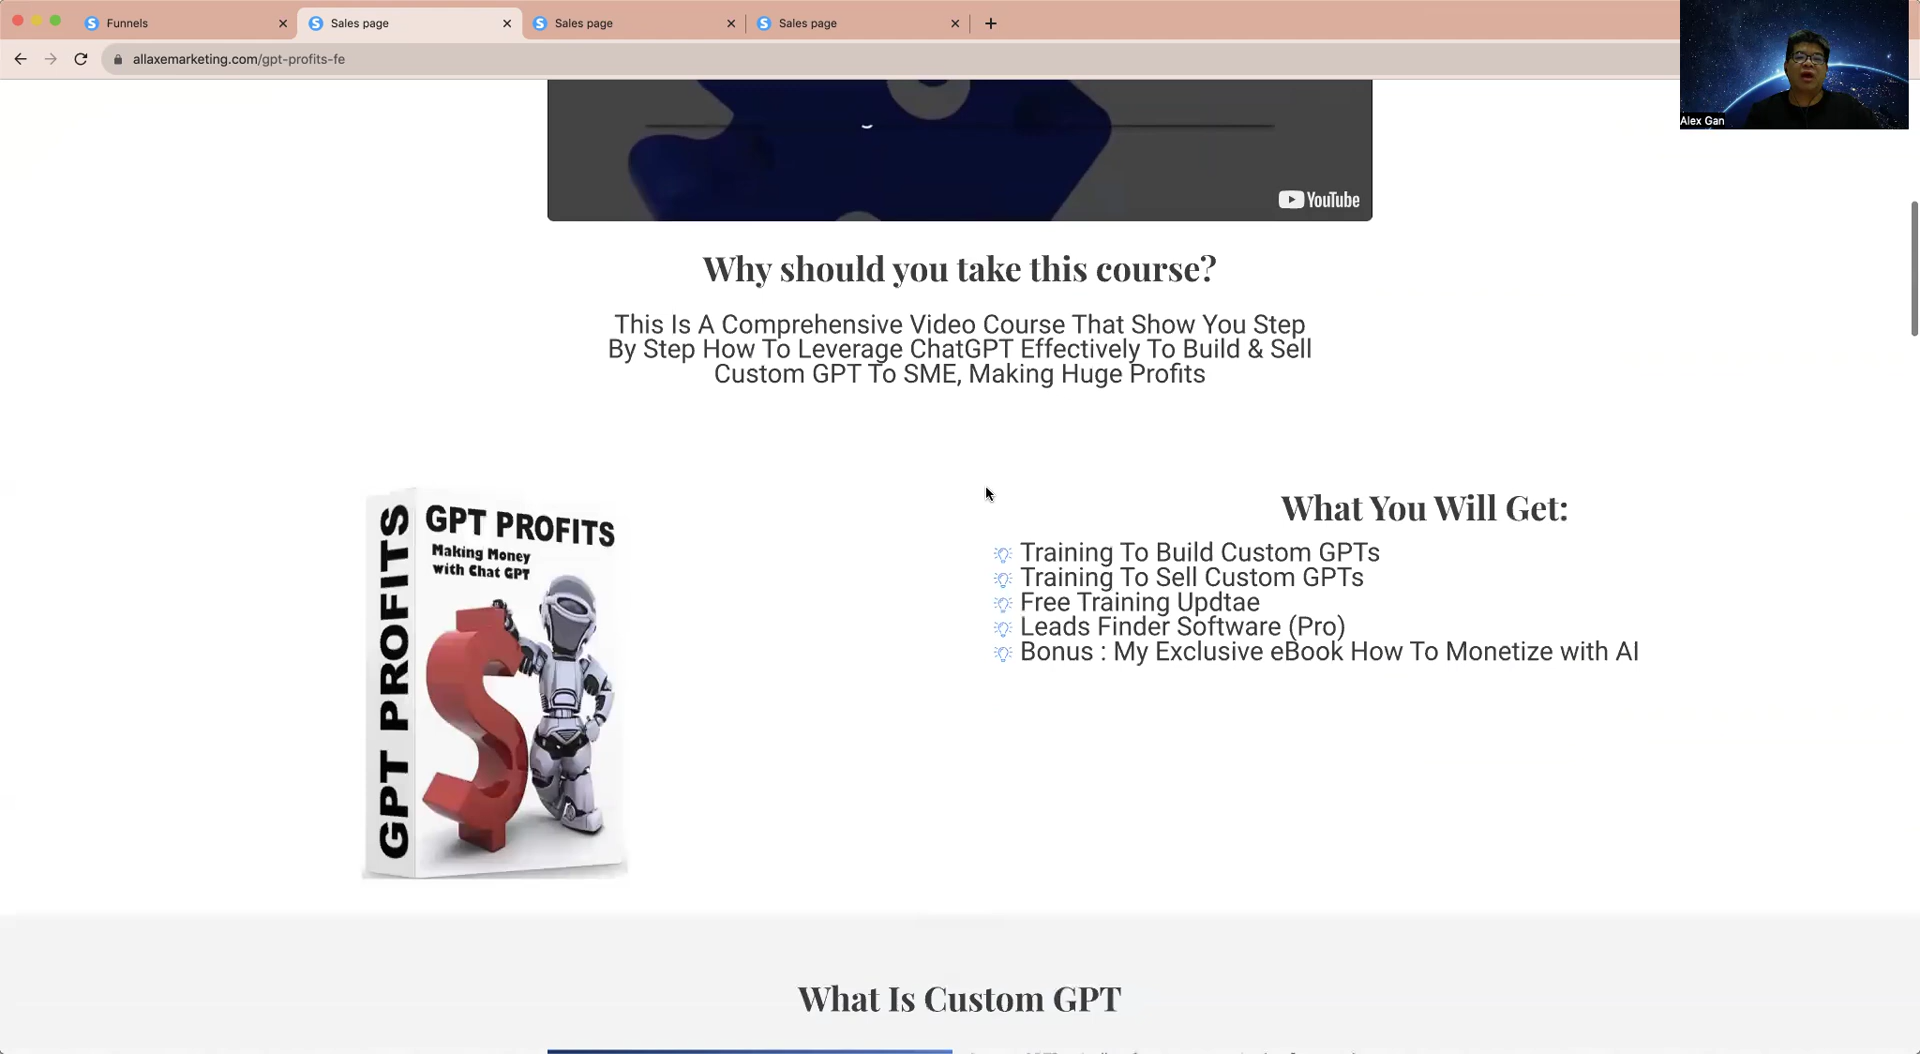 Funnels
Sales page
Sales page
Sales page
allaxemarketing.com/gpt-profits-fe
Alex Gan
YouTube
Why should you take this course?
This Is A Comprehensive Video Course That Show You Step
By Step How To Leverage ChatGPT Effectively To Build & Sell
Custom GPT To SME, Making Huge Profits
GPT PROFITS
GPT PROFITS
Making Money
with Chat GPT
What You Will Get:
Training To Build Custom GPTs
Training To Sell Custom GPTs
Free Training Updtae
Leads Finder Software (Pro)
Bonus : My Exclusive eBook How To Monetize with AI
What Is Custom GPT